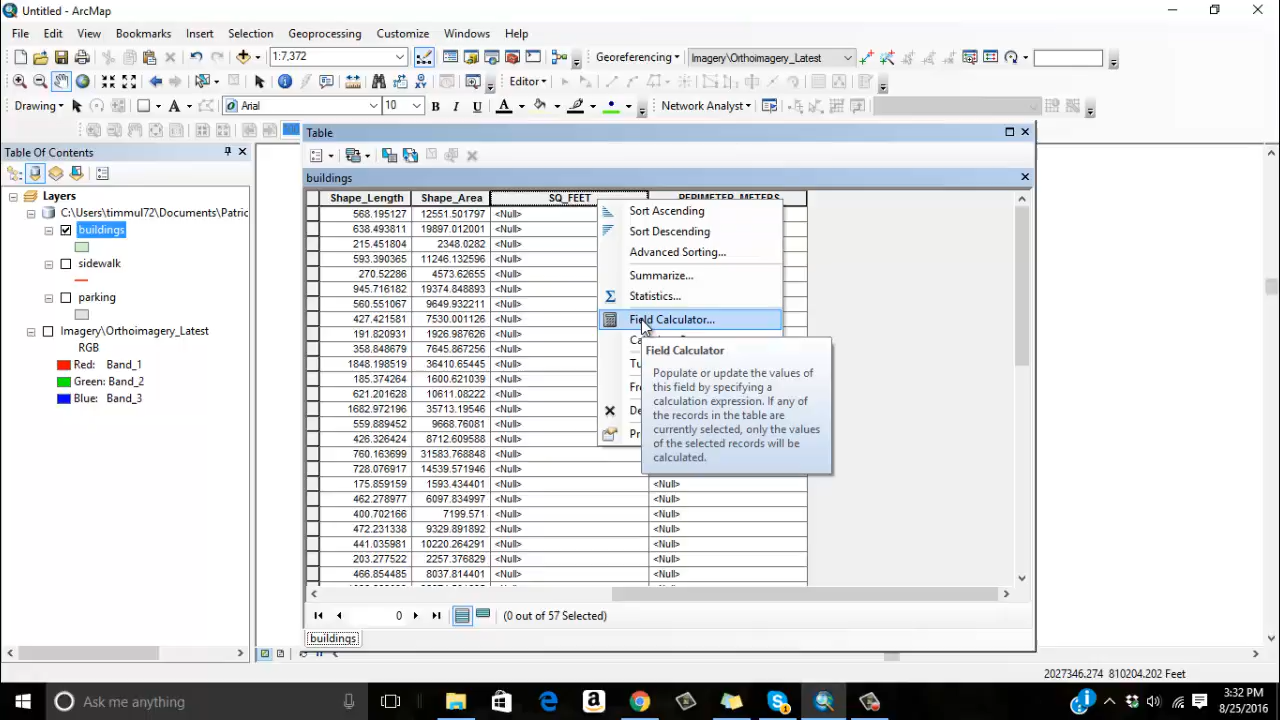 Untitled - ArcMap
File Edit View Bookmarks Insert Selection Geoprocessing Customize Windows Help
1:7,372 Georeferencing Imagery\Orthoimagery_Latest
Editor
Drawing Arial 10 B I U A Network Analyst
Table Of Contents
Layers
C:\Users\timmul72\Documents\Patric
buildings
sidewalk
parking
Imagery\Orthoimagery_Latest
RGB
Red: Band_1
Green: Band_2
Blue: Band_3
Table
buildings
Shape_Length Shape_Area SQ_FEET PERIMETER_METERS
568.195127 12551.501797 <Null>
638.493811 19897.012001 <Null>
215.451804 2348.0282 <Null>
593.390365 11246.132596 <Null>
270.52286 4573.62655 <Null>
945.716182 19374.848893 <Null>
560.551067 9649.932211 <Null>
427.421581 7530.001126 <Null>
191.820931 1926.987626 <Null>
358.848679 7645.867256 <Null>
1848.198519 36410.65445 <Null>
185.374264 1600.621039 <Null>
621.201628 10611.08222 <Null>
1682.972196 35713.19546 <Null>
559.889452 9668.76081 <Null>
426.326424 8712.609588 <Null>
760.163699 31583.768848 <Null>
728.076917 14539.571946 <Null>
175.859159 1593.434401 <Null> <Null>
462.278977 6097.834997 <Null> <Null>
400.702166 7199.571 <Null> <Null>
472.231338 9329.891892 <Null> <Null>
441.035981 10220.264291 <Null> <Null>
203.277522 2257.376829 <Null> <Null>
466.854485 8037.814401 <Null> <Null>
Sort Ascending
Sort Descending
Advanced Sorting...
Summarize...
Statistics...
Field Calculator...
Tu
Fr
De
Pr
Field Calculator
Populate or update the values of
this field by specifying a
calculation expression. If any of
the records in the table are
currently selected, only the values
of the selected records will be
calculated.
0 (0 out of 57 Selected)
buildings
2027346.274 810204.202 Feet
Ask me anything
3:32 PM
8/25/2016